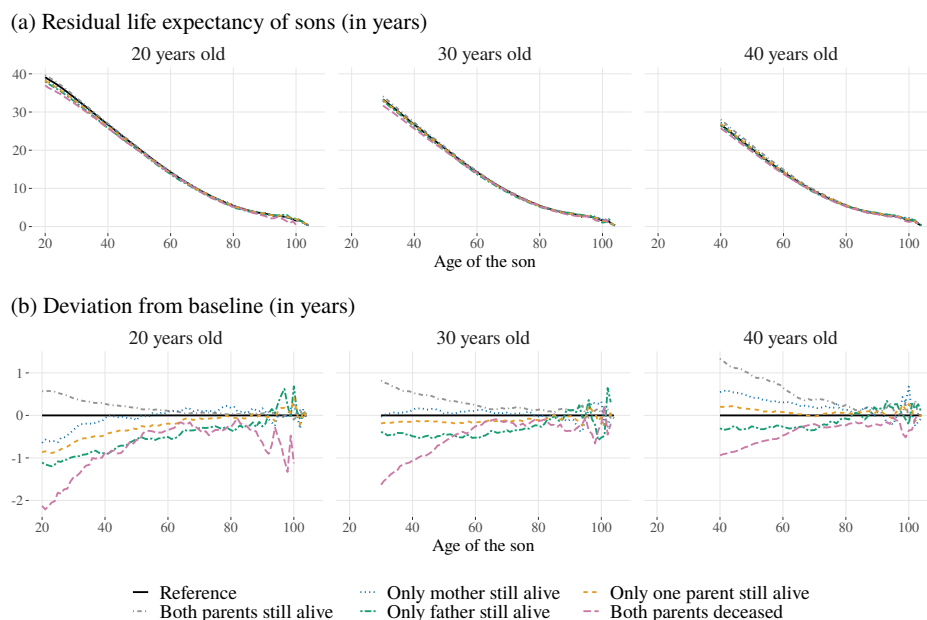 (a) Residual life expectancy of sons (in years)
20 years old
30 years old
40 years old
40
30
20
10
0
20 40 60 80 100
20 40 60 80 100
20 40 60 80 100
Age of the son
(b) Deviation from baseline (in years)
20 years old
30 years old
40 years old
1
0
-1
-2
20 40 60 80 100
20 40 60 80 100
20 40 60 80 100
Age of the son
Reference
Only mother still alive
Only one parent still alive
Both parents still alive
Only father still alive
Both parents deceased